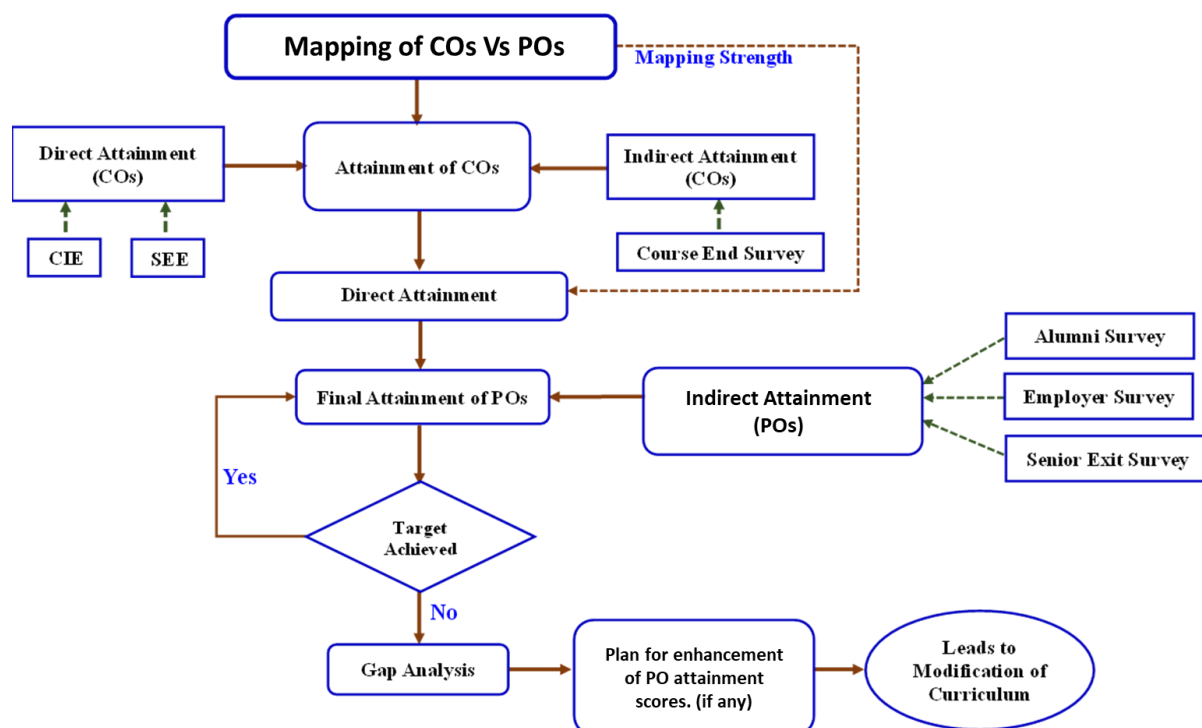 Mapping of COs Vs POs
Mapping Strength
Direct Attainment
(COs)
Attainment of COs
Indirect Attainment
(COs)
CIE
SEE
Course End Survey
Direct Attainment
Alumni Survey
Final Attainment of POs
Indirect Attainment
(POs)
Employer Survey
Senior Exit Survey
Yes
Target
Achieved
No
Gap Analysis
Plan for enhancement
of PO attainment
scores. (if any)
Leads to
Modification of
Curriculum